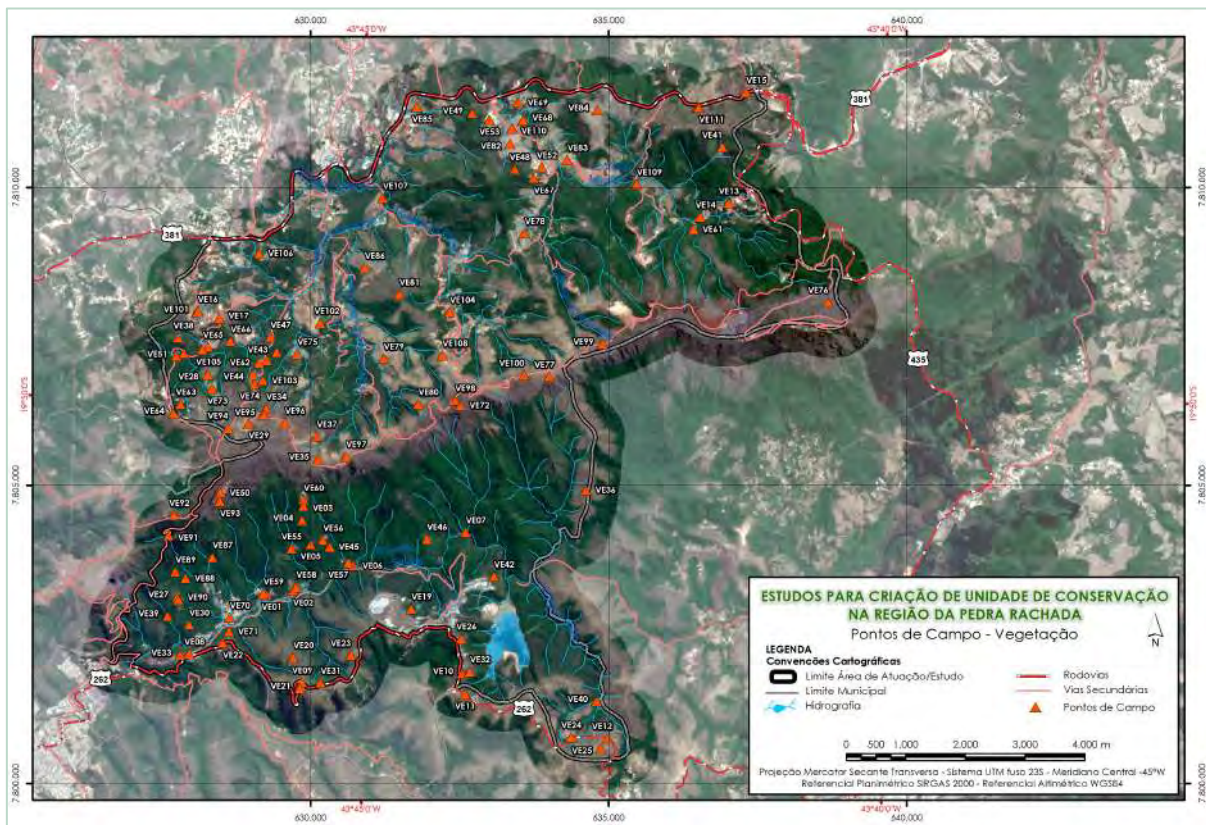 630.000 635.000 640.000
43°45'0"W 43°40'0"W
VE15
381
VE69
VE49
VE84
VE85
VE68
VE111
VE53
VE110
VE41
VE82
VE48
VE52
VE83
VE109
VE107
VE67
7.810.000 7.810.000
VE13
VE14
VE78
VE61
381
VE106
VE86
VE81
VE76
VE16
VE104
VE101
VE17
VE102
VE38
VE47
VE66
VE65
VE43
VE75
VE108
VE99
VE51
VE62
VE79
VE100
VE77
435
VE105
VE28
VE44
VE103
VE63
VE73
VE74
VE34
VE80
VE98
VE64
VE72
VE94
VE95
VE96
19°50'0"S 19°50'0"S
VE29
VE37
VE35
VE97
7.805.000 7.805.000
VE50
VE60
VE36
VE92
VE93
VE03
VE04
VE56
VE46
VE07
VE91
VE55
VE45
VE87
VE05
VE89
VE57
VE06
VE88
VE58
VE42
VE27
VE90
VE59
VE39
VE30
VE70
VE01
VE02
VE19
VE71
VE26
VE08
VE20
VE23
VE33
VE22
VE09
VE32
VE31
VE10
VE21
262
VE11
262
VE40
VE24
VE12
VE25
ESTUDOS PARA CRIAÇÃO DE UNIDADE DE CONSERVAÇÃO
NA REGIÃO DA PEDRA RACHADA
Pontos de Campo - Vegetação
N
LEGENDA
Convenções Cartográficas
Limite Área de Atuação/Estudo
Limite Municipal
Hidrografia
Rodovias
Vias Secundárias
Pontos de Campo
0 500 1.000 2.000 3.000 4.000 m
Projeção Mercator Secante Transversa - Sistema UTM fuso 23S - Meridiano Central -45°W
Referencial Planimétrico SIRGAS 2000 - Referencial Altimétrico WGS84
7.800.000 7.800.000
43°45'0"W 43°40'0"W
630.000 635.000 640.000